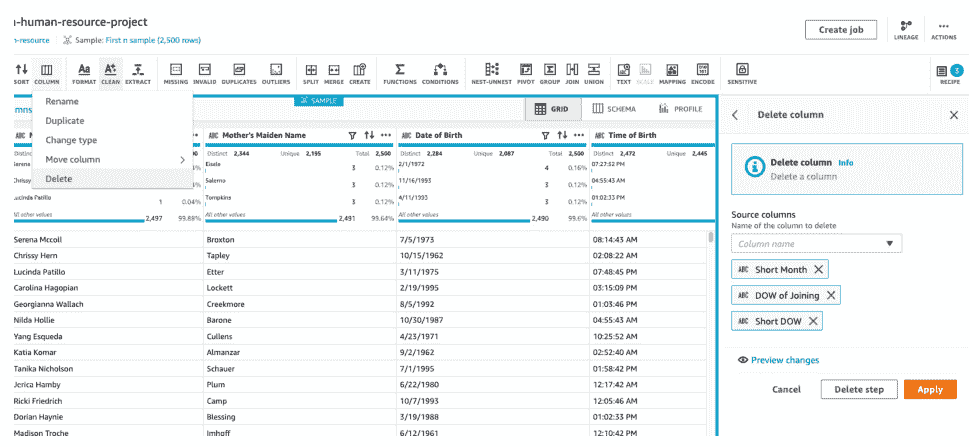 ı-human-resource-project
n-resource Sample: First n sample (2,500 rows)
Create job
LINEAGE ACTIONS
SORT COLUMN FORMAT CLEAN EXTRACT MISSING INVALID DUPLICATES OUTLIERS SPLIT MERGE CREATE FUNCTIONS CONDITIONS NEST-UNNEST PIVOT GROUP JOIN UNION TEXT MAPPING ENCODE SENSITIVE RECIPE 3
Rename
Duplicate
Change type
Move column
Delete
SAMPLE
GRID SCHEMA PROFILE
ABC Mother's Maiden Name ABC Date of Birth ABC Time of Birth
Distinct 2,344 Unique 2,195 Total 2,500 Distinct 2,284 Unique 2,087 Total 2,500 Distinct 2,472 Unique 2,445
Eisele 3 0.12% 2/1/1972 4 0.16% 07:27:52 PM
Salerno 3 0.12% 11/16/1993 3 0.12% 04:55:43 AM
Lucinda Patillo 1 0.04% Tompkins 3 0.12% 4/11/1993 3 0.12% 01:02:33 PM
All other values 2,497 99.88% All other values 2,491 99.64% All other values 2,490 99.6% All other values
Serena Mccoil Broxton 7/5/1973 08:14:43 AM
Chrissy Hern Tapley 10/15/1962 02:08:22 AM
Lucinda Patillo Etter 3/11/1975 07:48:45 PM
Carolina Hagopian Lockett 2/19/1995 03:15:09 PM
Georgianna Wallach Creekmore 8/5/1992 01:03:46 PM
Nilda Hollie Barone 10/30/1987 04:55:43 AM
Yang Esqueda Cullens 4/23/1971 10:25:52 AM
Katia Komar Almanzar 9/2/1962 02:52:40 AM
Tanika Nicholson Schauer 7/1/1995 01:58:42 PM
Jerica Hamby Plum 6/22/1980 12:17:42 AM
Ricki Friedrich Camp 10/7/1993 12:05:46 AM
Dorian Haynie Blessing 3/19/1988 01:02:33 PM
Madison Troche Imhoff 6/12/1961 12:10:42 PM
Delete column
Delete column Info
Delete a column
Source columns
Name of the column to delete
Column name
ABC Short Month
ABC DOW of Joining
ABC Short DOW
Preview changes
Cancel Delete step Apply